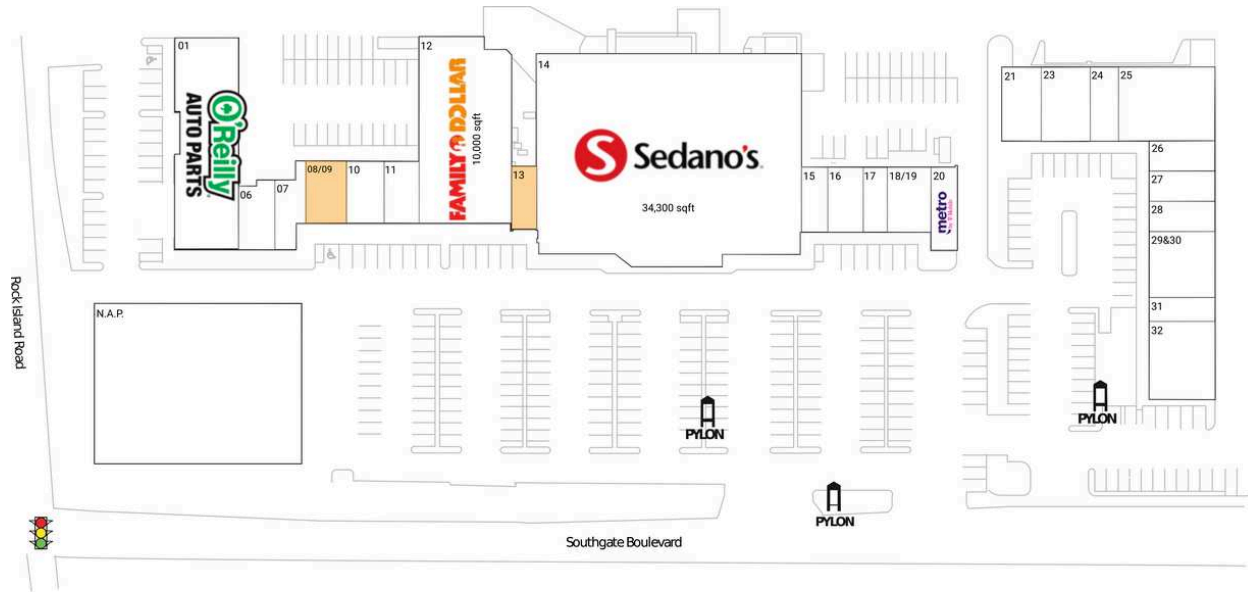 01
O'Reilly
AUTO PARTS
06
07
08/09
10
11
12
FAMILY DOLLAR
10,000 sqft
13
14
Sedano's
34,300 sqft
15
16
17
18/19
20
metro
21
23
24
25
26
27
28
29&30
31
32
N.A.P.
Rock Island Road
PYLON
PYLON
PYLON
Southgate Boulevard